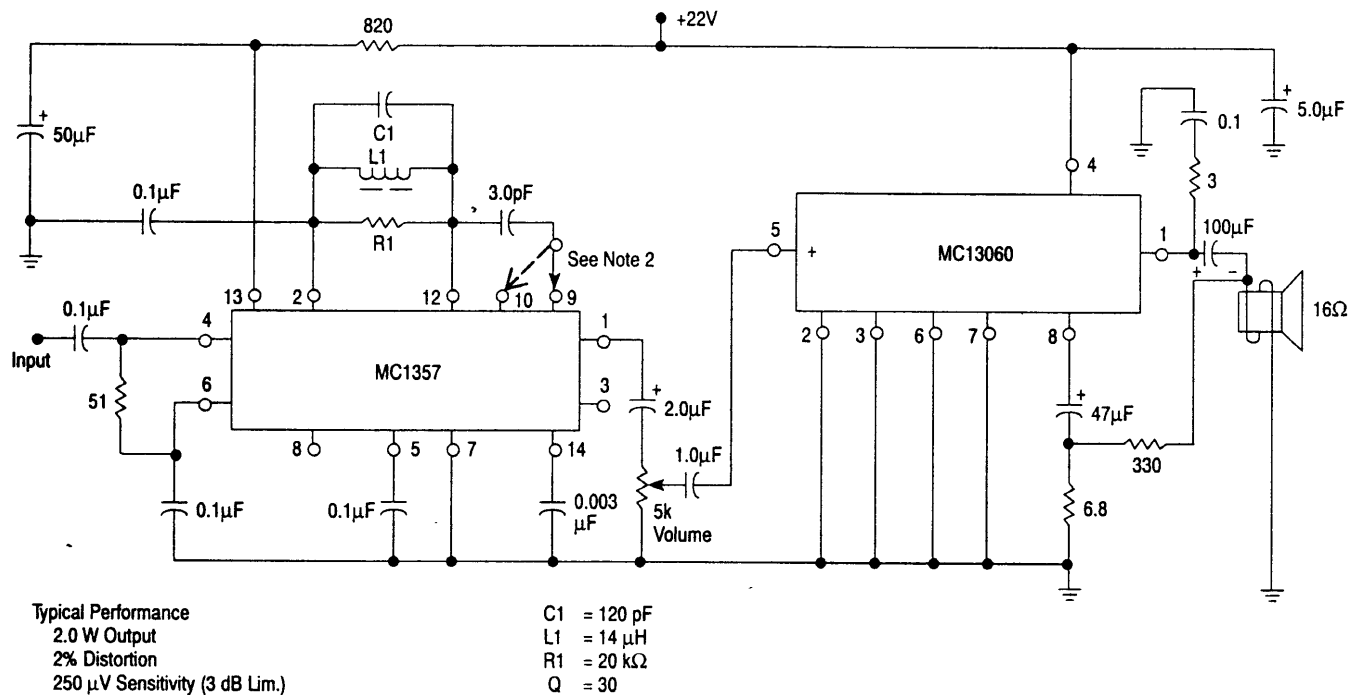 +22V
820
50µF
+
C1
L1
R1
0.1µF
3.0pF
See Note 2
0.1
5.0µF
+
3
4
100µF
+ −
16Ω
5
+
MC13060
1
2
3
6
7
8
+
47µF
330
6.8
13
2
12
10
9
0.1µF
Input
4
51
6
MC1357
1
3
+
2.0µF
1.0µF
5k
Volume
8
5
7
14
0.1µF
0.1µF
0.003
µF
Typical Performance
2.0 W Output
2% Distortion
250 µV Sensitivity (3 dB Lim.)
C1 = 120 pF
L1 = 14 µH
R1 = 20 kΩ
Q = 30